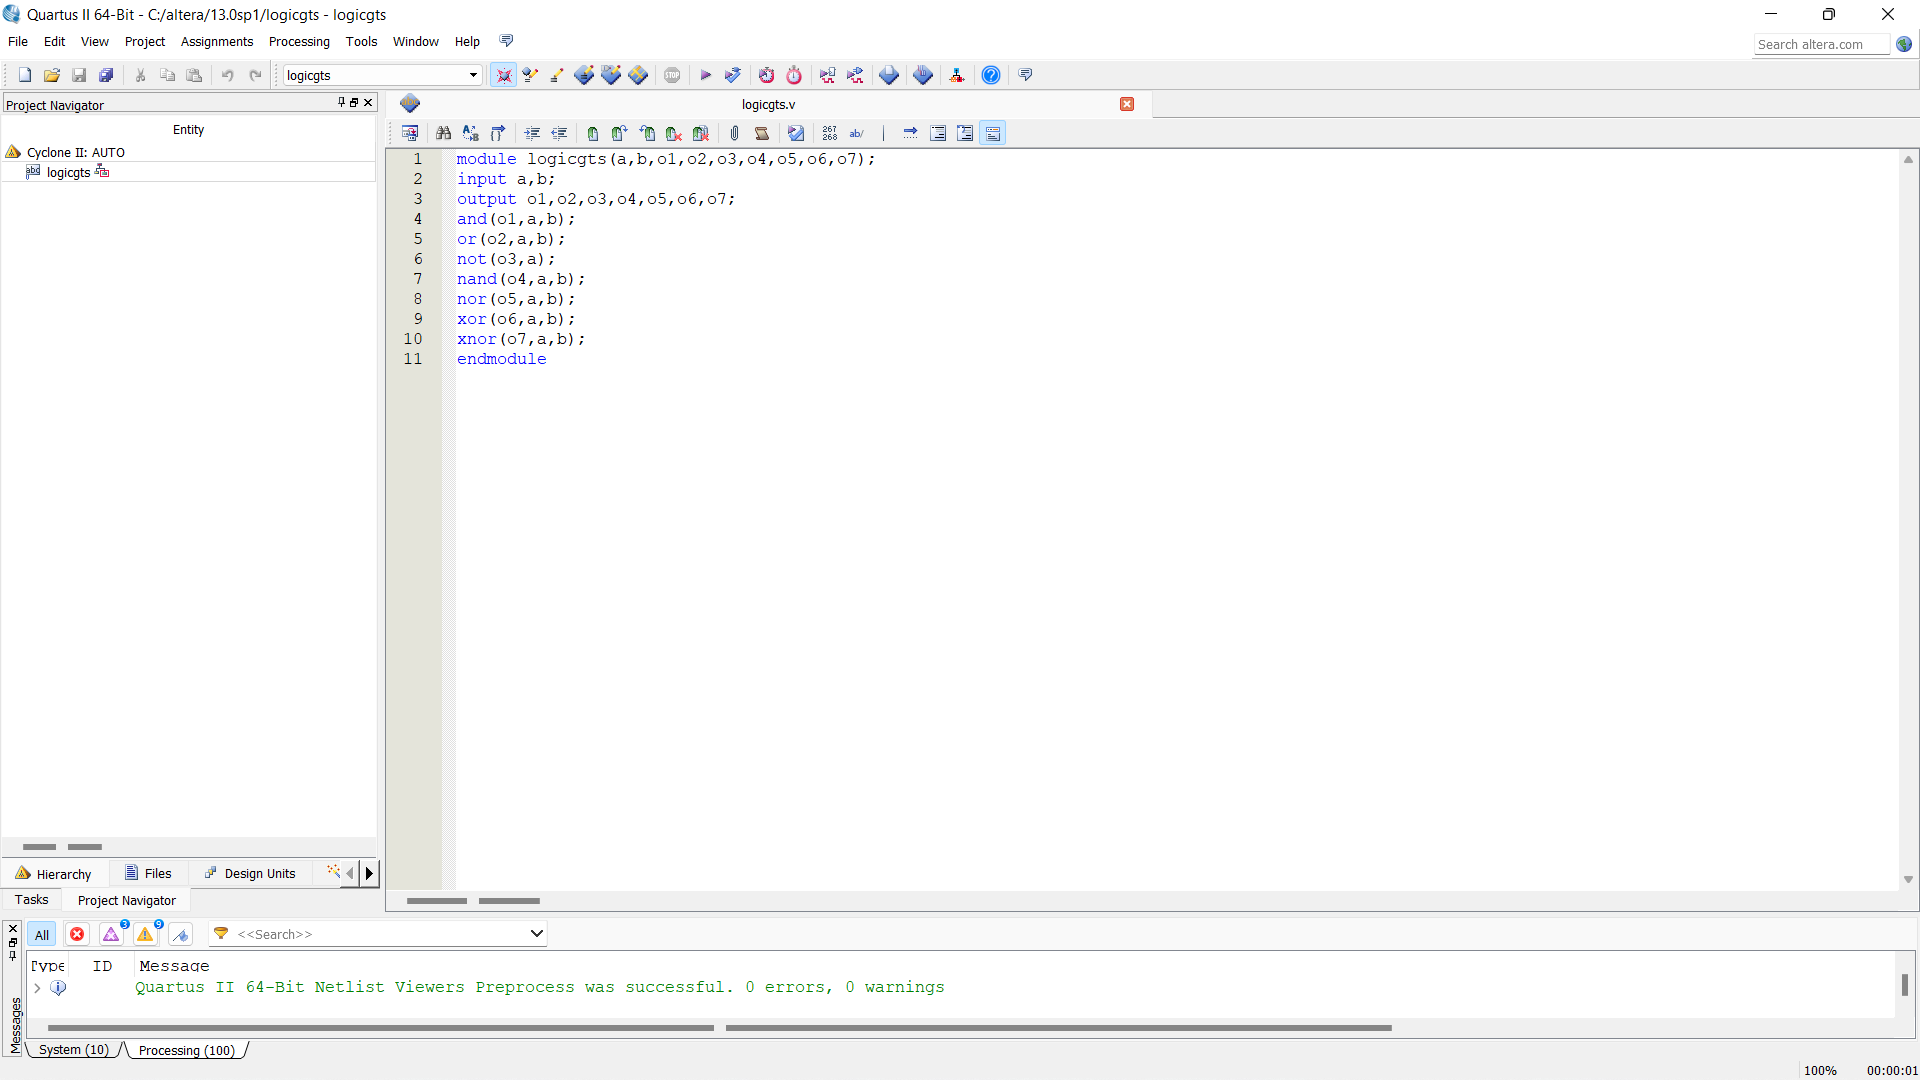 Quartus II 64-Bit - C:/altera/13.0sp1/logicgts - logicgts
File Edit View Project Assignments Processing Tools Window Help
Search altera.com
logicgts
STOP
Project Navigator
Entity
Cyclone II: AUTO
abd logicgts
logicgts.v
267
268
ab/
1 module logicgts(a,b,o1,o2,o3,o4,o5,o6,o7);
2 input a,b;
3 output o1,o2,o3,o4,o5,o6,o7;
4 and(o1,a,b);
5 or(o2,a,b);
6 not(o3,a);
7 nand(o4,a,b);
8 nor(o5,a,b);
9 xor(o6,a,b);
10 xnor(o7,a,b);
11 endmodule
Hierarchy Files Design Units
Tasks Project Navigator
All 3 9 <<Search>>
Type ID Message
Quartus II 64-Bit Netlist Viewers Preprocess was successful. 0 errors, 0 warnings
Messages
System (10) Processing (100)
100% 00:00:01